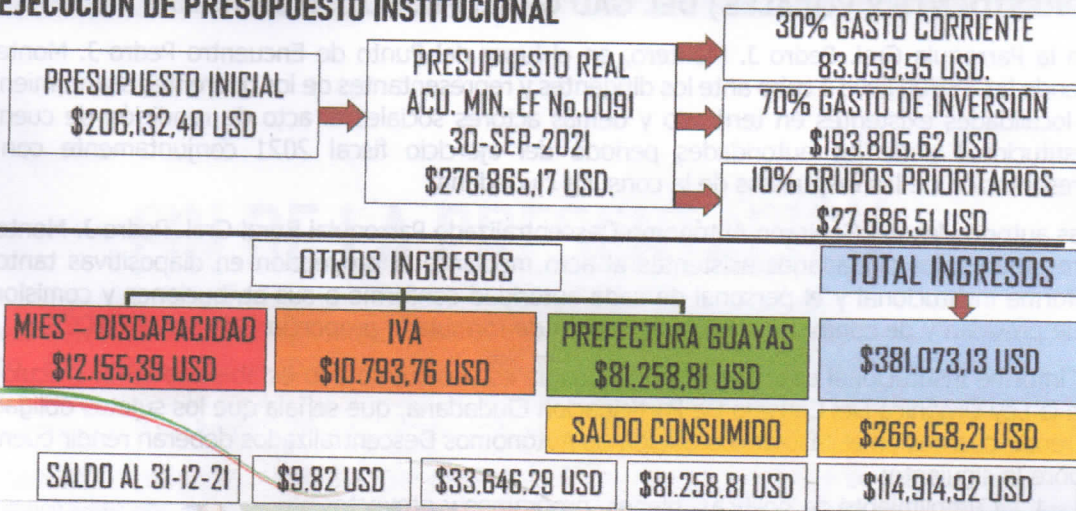 EJECUCIÓN DE PRESUPUESTO INSTITUCIONAL
PRESUPUESTO INICIAL
$206.132,40 USD
PRESUPUESTO REAL
ACU. MIN. EF No. 0091
30-SEP-2021
$276.865,17 USD.
30% GASTO CORRIENTE
83.059,55 USD.
70% GASTO DE INVERSIÓN
$193.805,62 USD.
10% GRUPOS PRIORITARIOS
$27.686,51 USD
OTROS INGRESOS
TOTAL INGRESOS
MIES – DISCAPACIDAD
$12.155,39 USD
IVA
$10.793,76 USD
PREFECTURA GUAYAS
$81.258,81 USD
$381.073,13 USD
SALDO CONSUMIDO
$266,158,21 USD
SALDO AL 31-12-21
$9,82 USD
$33.646.29 USD
$81.258.81 USD
$114,914,92 USD